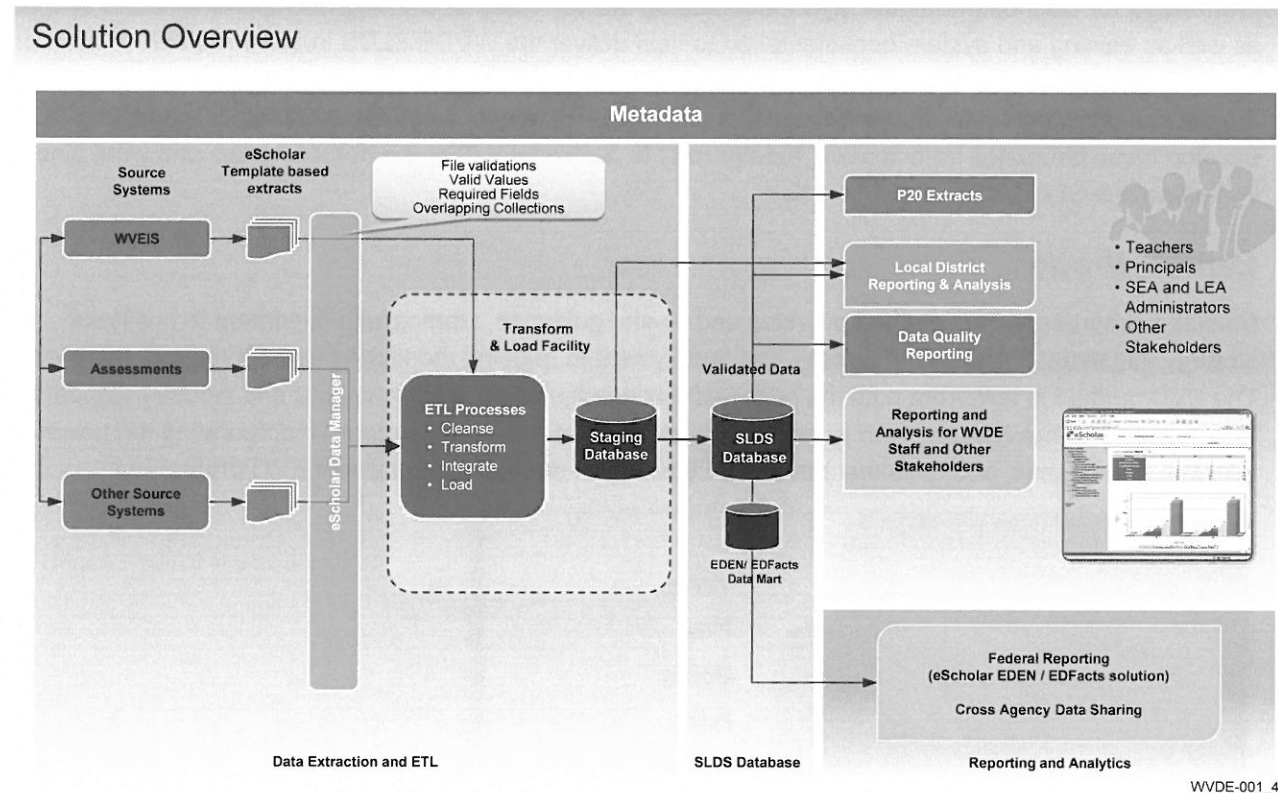 Solution Overview
Metadata
Source
Systems
eScholar
Template based
extracts
File validations
Valid Values
Required Fields
Overlapping Collections
WVEIS
Assessments
Other Source
Systems
eScholar Data Manager
Transform
& Load Facility
ETL Processes
• Cleanse
• Transform
• Integrate
• Load
Staging
Database
Validated Data
SLDS
Database
EDEN/ EDFacts
Data Mart
P20 Extracts
Local District
Reporting & Analysis
Data Quality
Reporting
Reporting and
Analysis for WVDE
Staff and Other
Stakeholders
• Teachers
• Principals
• SEA and LEA
Administrators
• Other
Stakeholders
eScholar
Federal Reporting
(eScholar EDEN / EDFacts solution)
Cross Agency Data Sharing
Data Extraction and ETL
SLDS Database
Reporting and Analytics
WVDE-001_4